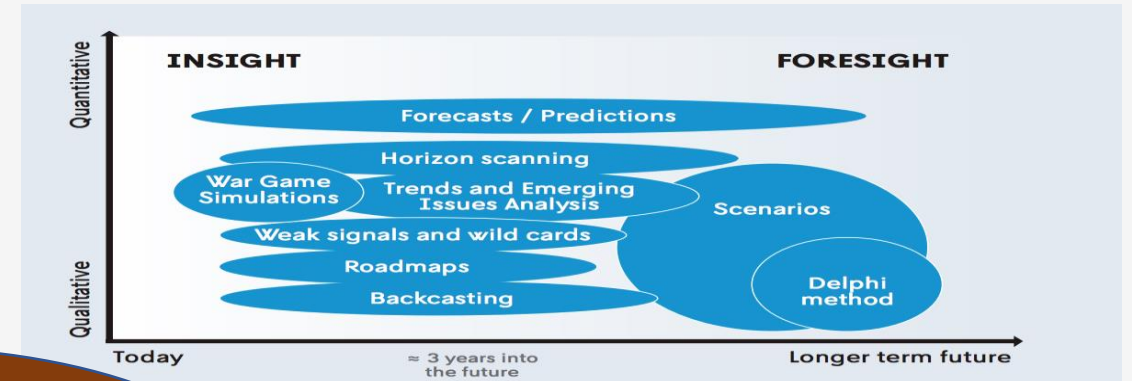 INSIGHT
FORESIGHT
Quantitative
Forecasts / Predictions
Horizon scanning
War Game
Simulations
Trends and Emerging
Issues Analysis
Scenarios
Weak signals and wild cards
Roadmaps
Qualitative
Delphi
method
Backcasting
Today
≈ 3 years into
the future
Longer term future